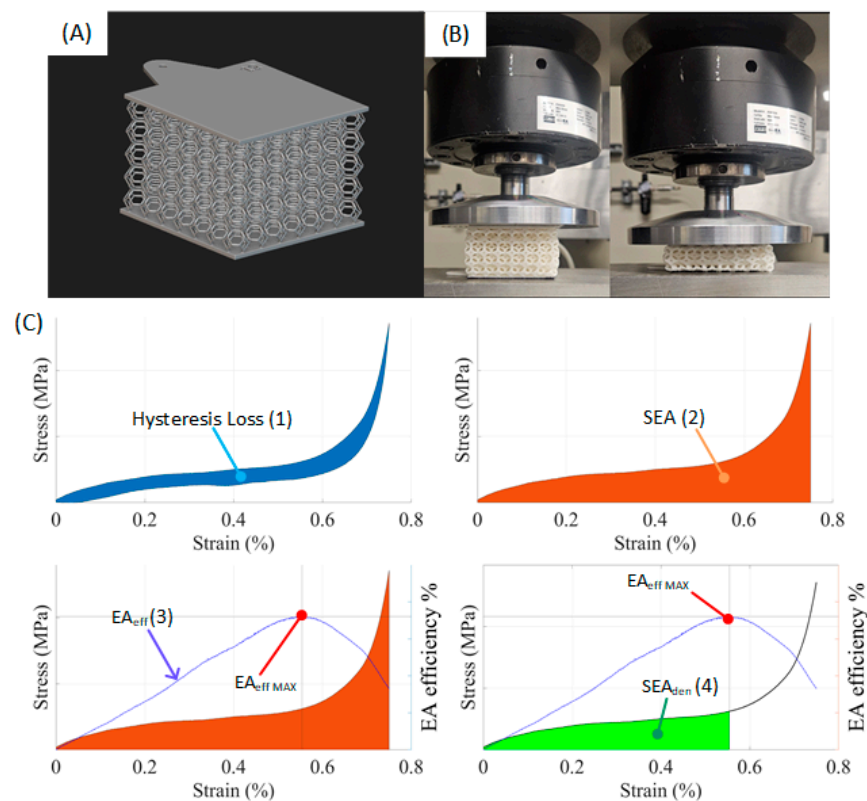 (A)
(B)
(C)
Stress (MPa)
Hysteresis Loss (1)
0
0.2
0.4
0.6
0.8
Strain (%)
Stress (MPa)
SEA (2)
0
0.2
0.4
0.6
0.8
Strain (%)
Stress (MPa)
EAeff (3)
EAeff MAX
EA efficiency %
0
0.2
0.4
0.6
0.8
Strain (%)
Stress (MPa)
EAeff MAX
SEAden (4)
EA efficiency %
0
0.2
0.4
0.6
0.8
Strain (%)